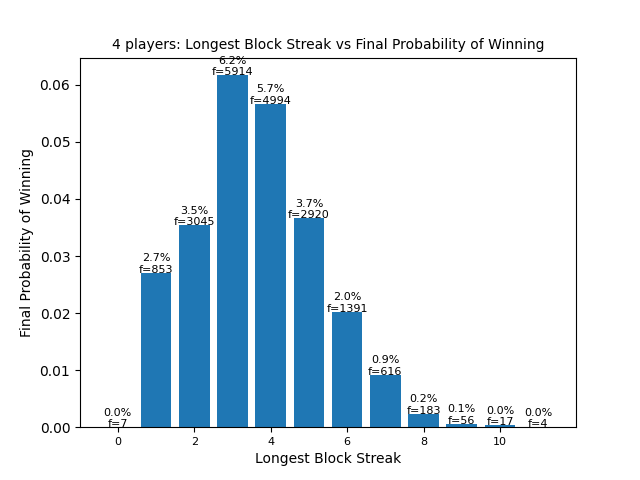 4 players: Longest Block Streak vs Final Probability of Winning
Final Probability of Winning
0.06
0.05
0.04
0.03
0.02
0.01
0.00
0.0%
f=7
2.7%
f=853
3.5%
f=3045
6.2%
f=5914
5.7%
f=4994
3.7%
f=2920
2.0%
f=1391
0.9%
f=616
0.2%
f=183
0.1%
f=56
0.0%
f=17
0.0%
f=4
0
2
4
6
8
10
Longest Block Streak